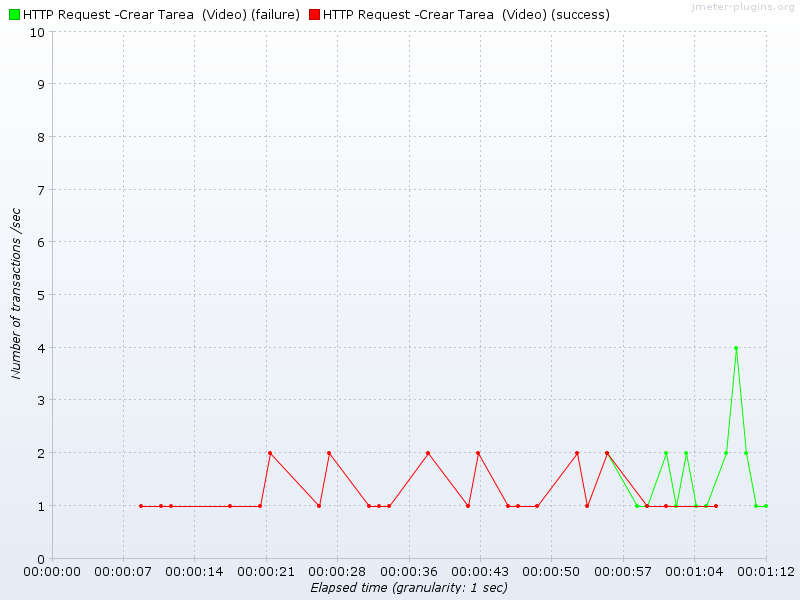 HTTP Request -Crear Tarea  (Video) (failure) HTTP Request -Crear Tarea  (Video) (success)
jmeter-plugins.org
10
9
8
7
6
5
4
3
2
1
0
Number of transactions /sec
00:00:00 00:00:07 00:00:14 00:00:21 00:00:28 00:00:36 00:00:43 00:00:50 00:00:57 00:01:04 00:01:12
Elapsed time (granularity: 1 sec)